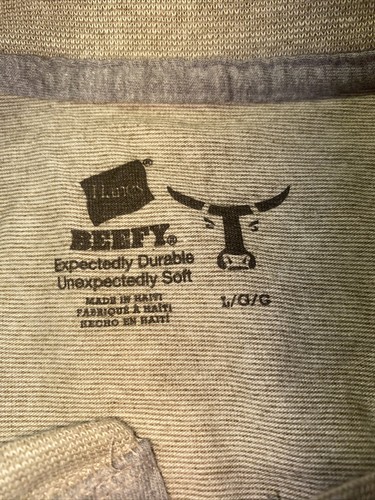 Hanes®
BEEFY®
Expectedly Durable
Unexpectedly Soft
MADE IN HAITI
FABRIQUÉ À HAÏTI
HECHO EN HAITÍ
L/G/G